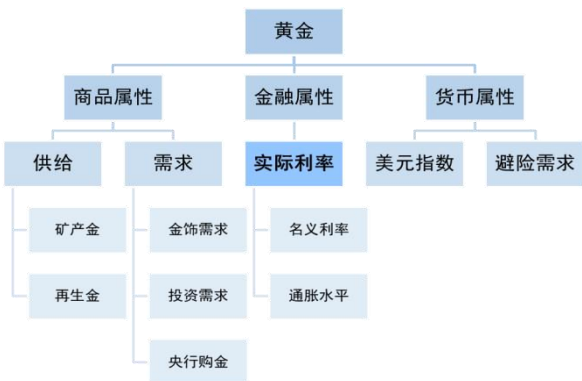 黄金
商品属性
金融属性
货币属性
供给
需求
实际利率
美元指数
避险需求
矿产金
金饰需求
名义利率
再生金
投资需求
通胀水平
央行购金